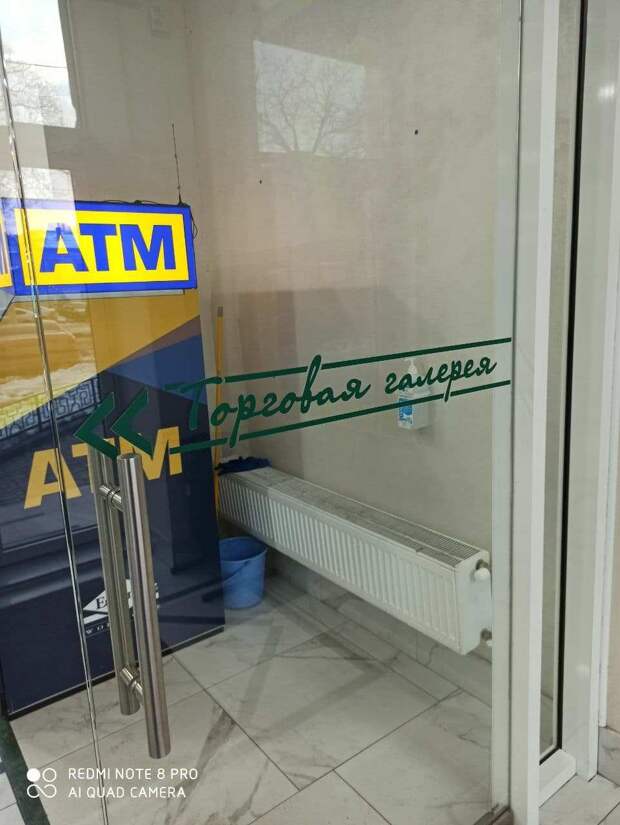 ATM
<< Торговая галерея
ATM
REDMI NOTE 8 PRO
AI QUAD CAMERA